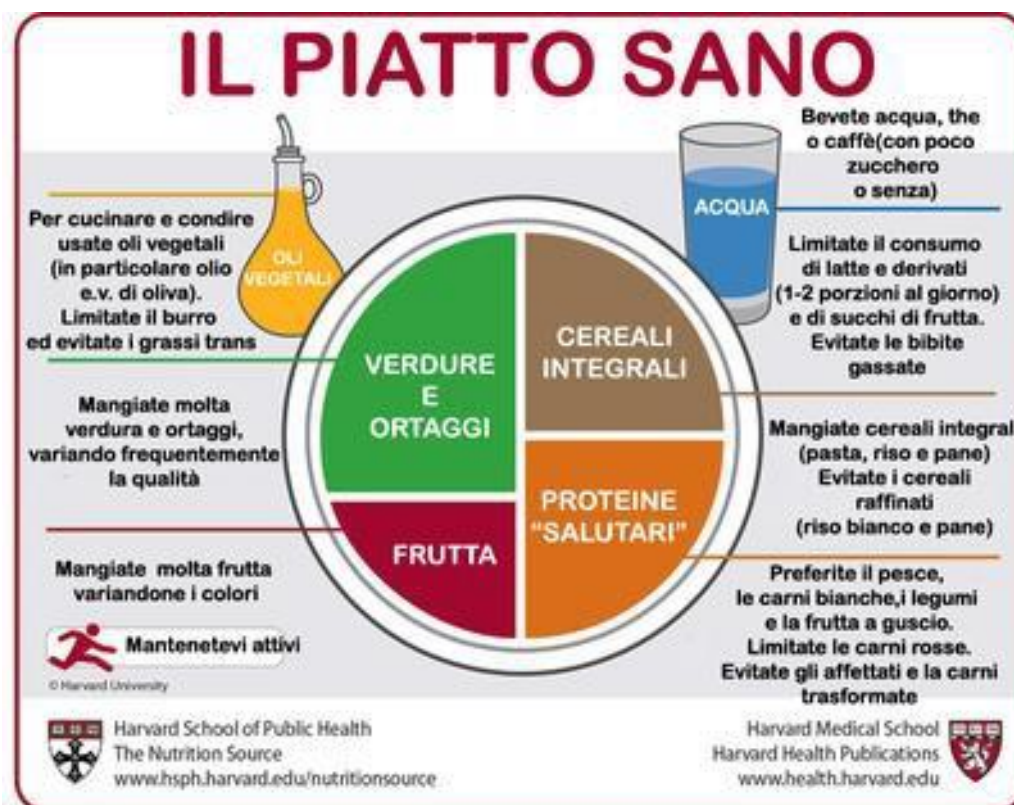 IL PIATTO SANO
Per cucinare e condire
usate oli vegetali
(in particolare olio
e.v. di oliva).
Limitate il burro
ed evitate i grassi trans
Mangiate molta
verdura e ortaggi,
variando frequentemente
la qualità
Mangiate molta frutta
variandone i colori
Mantenetevi attivi
© Harvard University
OLI
VEGETALI
VERDURE
E
ORTAGGI
FRUTTA
CEREALI
INTEGRALI
PROTEINE
"SALUTARI"
ACQUA
Bevete acqua, the
o caffè(con poco
zucchero
o senza)
Limitate il consumo
di latte e derivati
(1-2 porzioni al giorno)
e di succhi di frutta.
Evitate le bibite
gassate
Mangiate cereali integral
(pasta, riso e pane)
Evitate i cereali
raffinati
(riso bianco e pane)
Preferite il pesce,
le carni bianche,i legumi
e la frutta a guscio.
Limitate le carni rosse.
Evitate gli affettati e la carni
trasformate
Harvard School of Public Health
The Nutrition Source
www.hsph.harvard.edu/nutritionsource
Harvard Medical School
Harvard Health Publications
www.health.harvard.edu